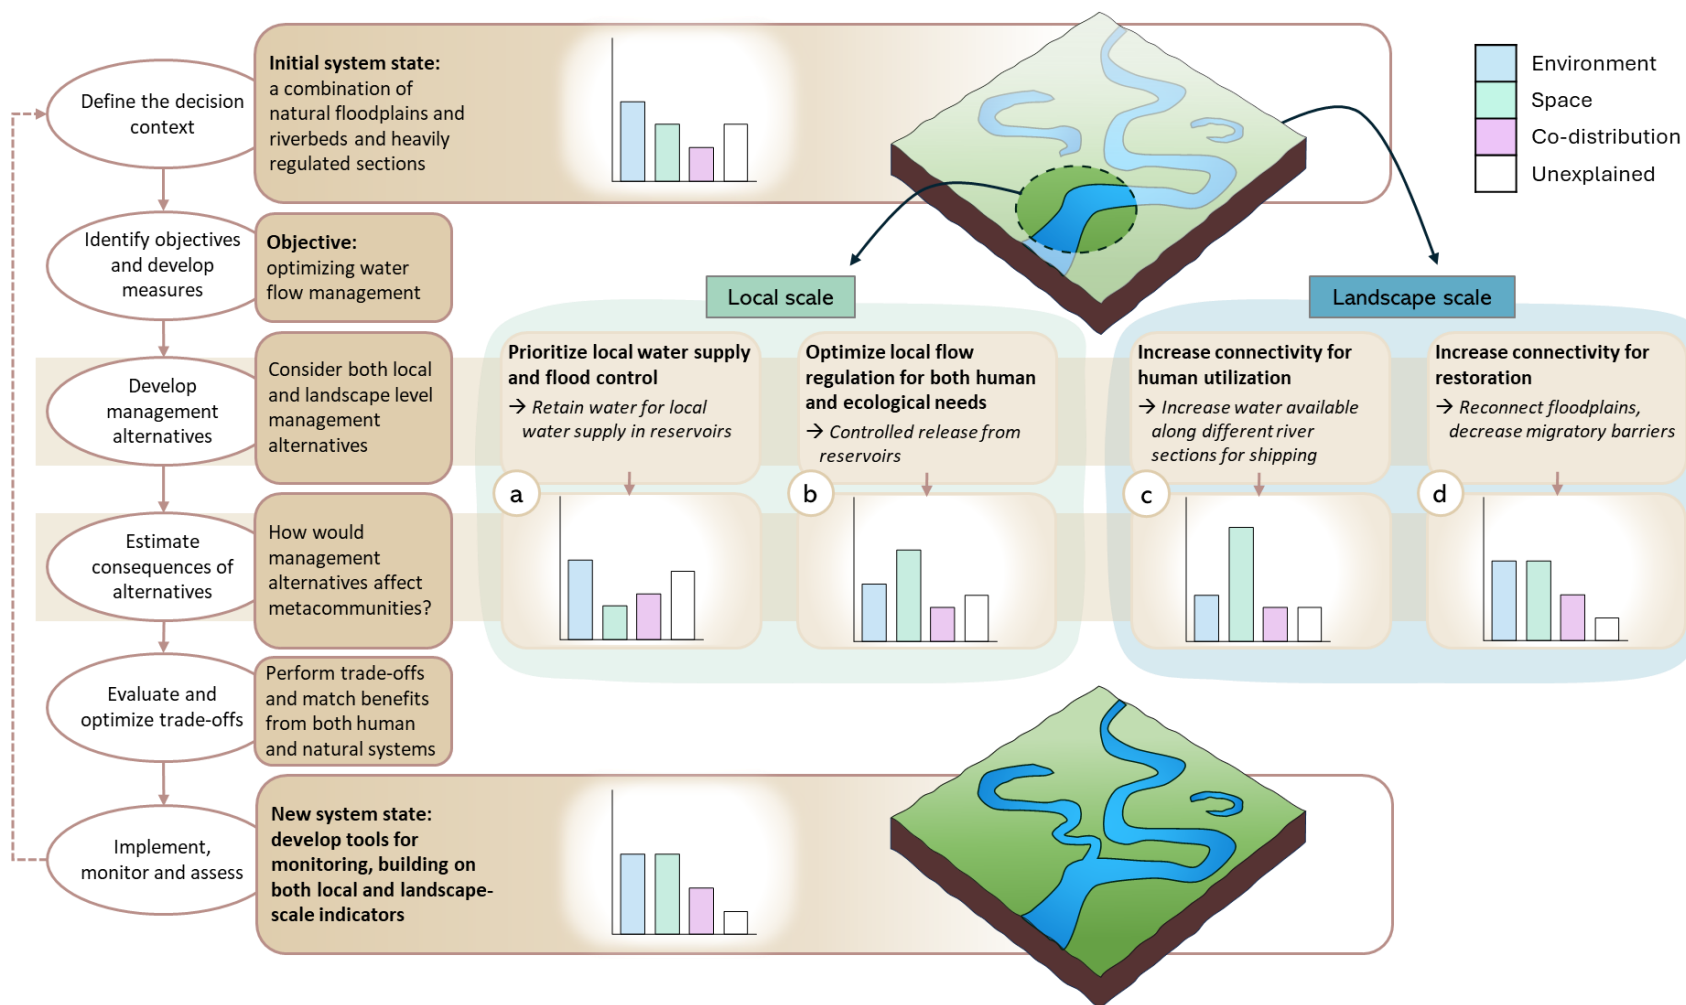 Define the decision
context
Initial system state:
a combination of
natural floodplains and
riverbeds and heavily
regulated sections
Environment
Space
Co-distribution
Unexplained
Identify objectives
and develop
measures
Objective:
optimizing water
flow management
Local scale
Landscape scale
Develop
management
alternatives
Consider both local
and landscape level
management
alternatives
Prioritize local water supply
and flood control
→ Retain water for local
water supply in reservoirs
Optimize local flow
regulation for both human
and ecological needs
→ Controlled release from
reservoirs
Increase connectivity for
human utilization
→ Increase water available
along different river
sections for shipping
Increase connectivity for
restoration
→ Reconnect floodplains,
decrease migratory barriers
Estimate
consequences of
alternatives
How would
management
alternatives affect
metacommunities?
a
b
c
d
Evaluate and
optimize trade-offs
Perform trade-offs
and match benefits
from both human
and natural systems
Implement,
monitor and assess
New system state:
develop tools for
monitoring, building on
both local and landscape-
scale indicators